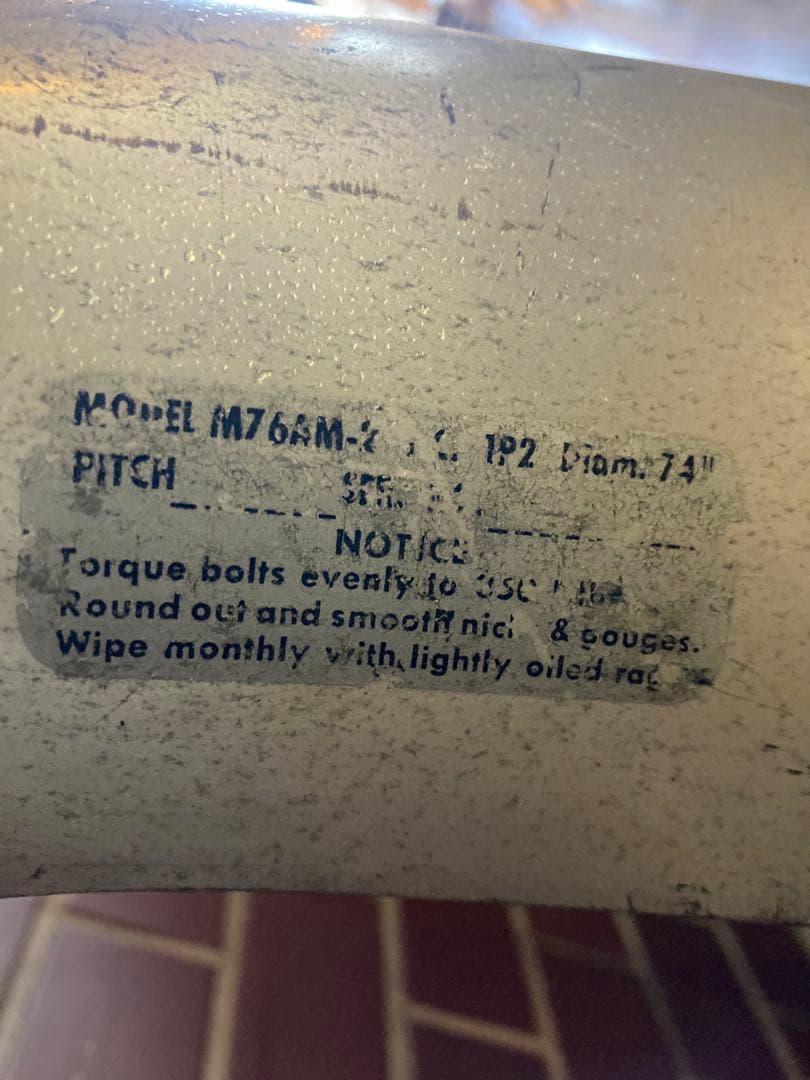 MODEL M76AM-2 1P2 Diam. 74"
PITCH
NOTICE
Torque bolts evenly to
Round out and smooth nicks & gouges.
Wipe monthly with lightly oiled rag